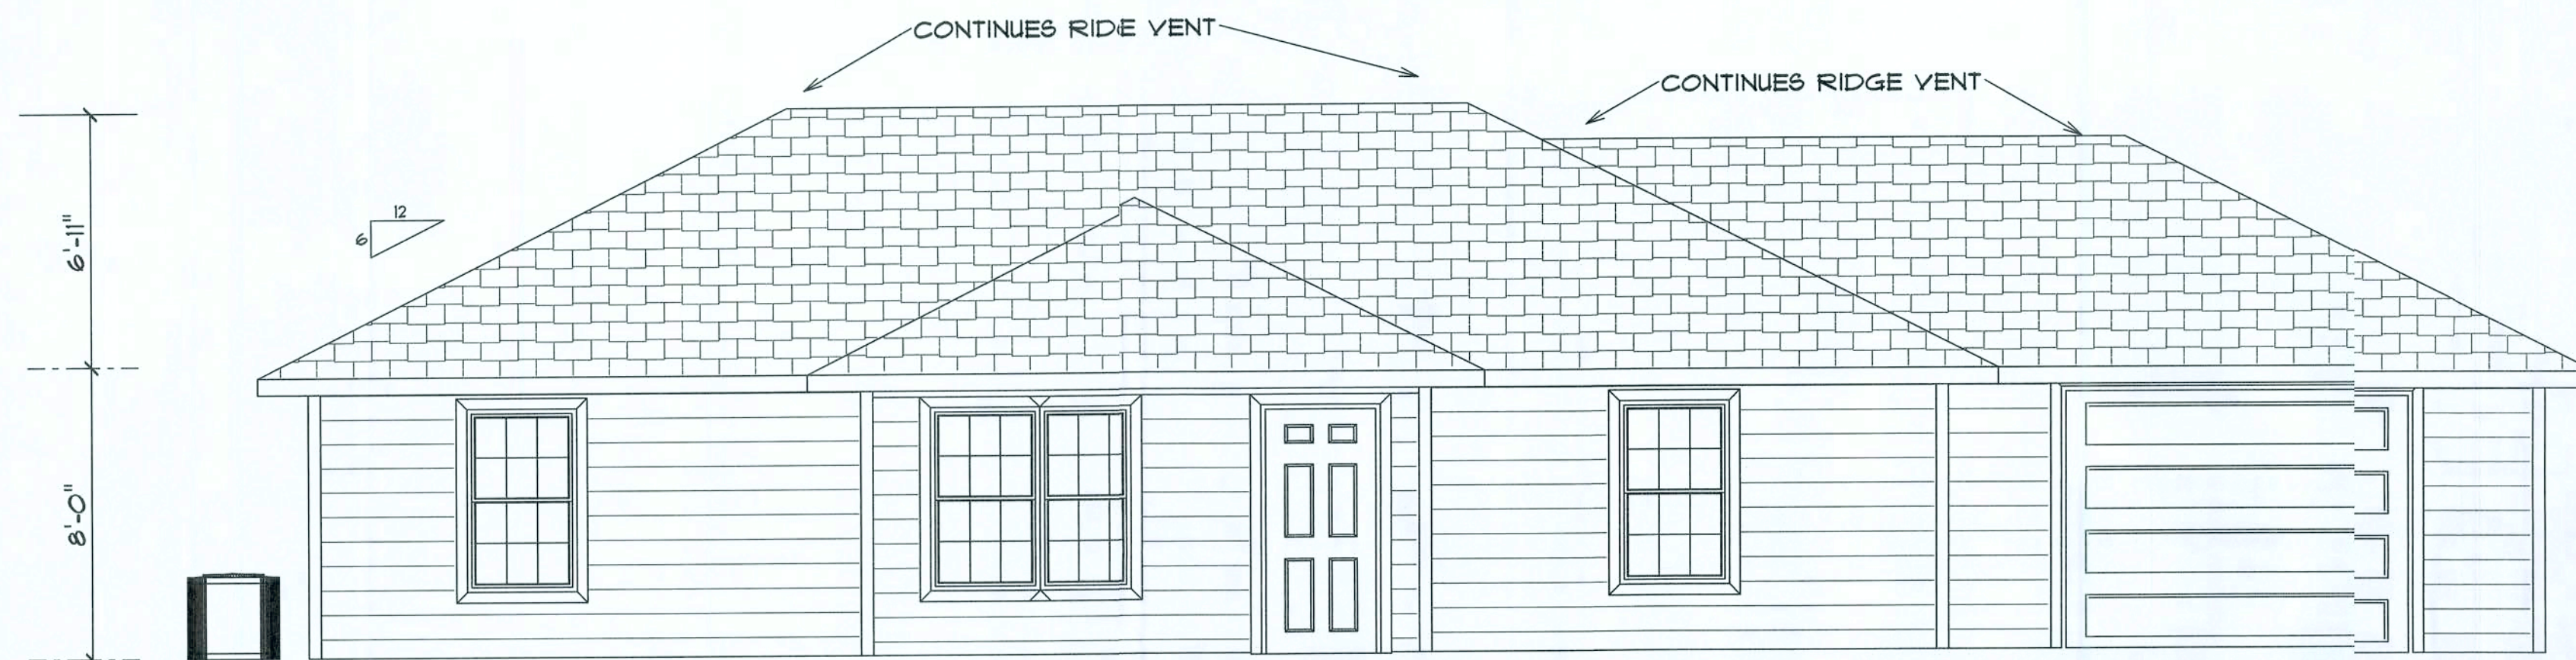 CONTINUES RIDE VENT
CONTINUES RIDGE VENT
12
6
6'-11"
8'-0"